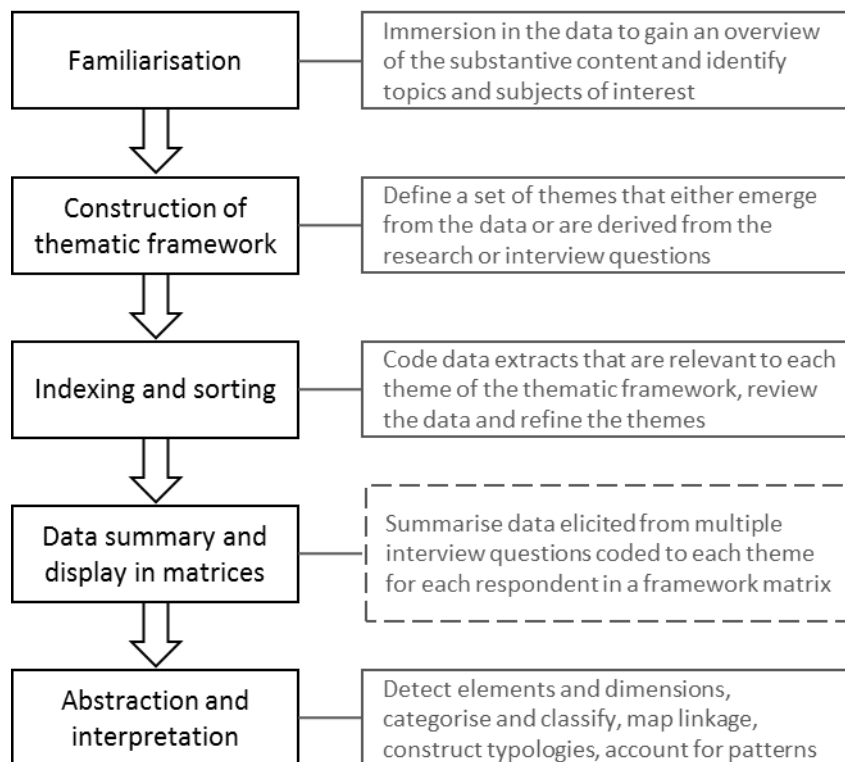 Familiarisation
Immersion in the data to gain an overview
of the substantive content and identify
topics and subjects of interest
Construction of
thematic framework
Define a set of themes that either emerge
from the data or are derived from the
research or interview questions
Indexing and sorting
Code data extracts that are relevant to each
theme of the thematic framework, review
the data and refine the themes
Data summary and
display in matrices
Summarise data elicited from multiple
interview questions coded to each theme
for each respondent in a framework matrix
Abstraction and
interpretation
Detect elements and dimensions,
categorise and classify, map linkage,
construct typologies, account for patterns